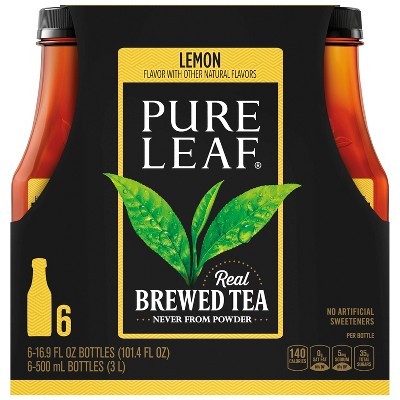 LEMON
FLAVOR WITH OTHER NATURAL FLAVORS
PURE
LEAF®
Real
BREWED TEA
NEVER FROM POWDER
6
6-16.9 FL OZ BOTTLES (101.4 FL OZ)
6-500 mL BOTTLES (3 L)
NO ARTIFICIAL
SWEETENERS
PER BOTTLE
140 CALORIES
0g SAT FAT
5mg SODIUM
TOTAL SUGARS